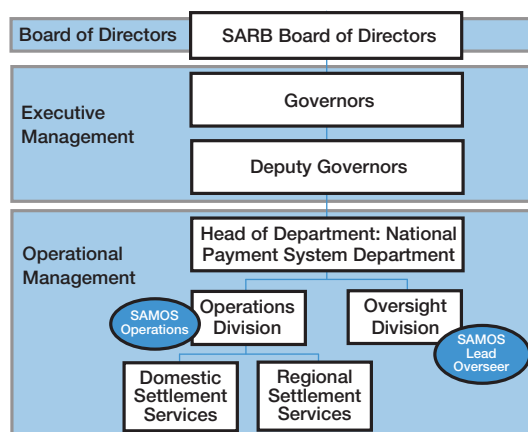 Board of Directors
SARB Board of Directors
Executive
Management
Governors
Deputy Governors
Operational
Management
Head of Department: National
Payment System Department
SAMOS
Operations
Operations
Division
Oversight
Division
SAMOS
Lead
Overseer
Domestic
Settlement
Services
Regional
Settlement
Services